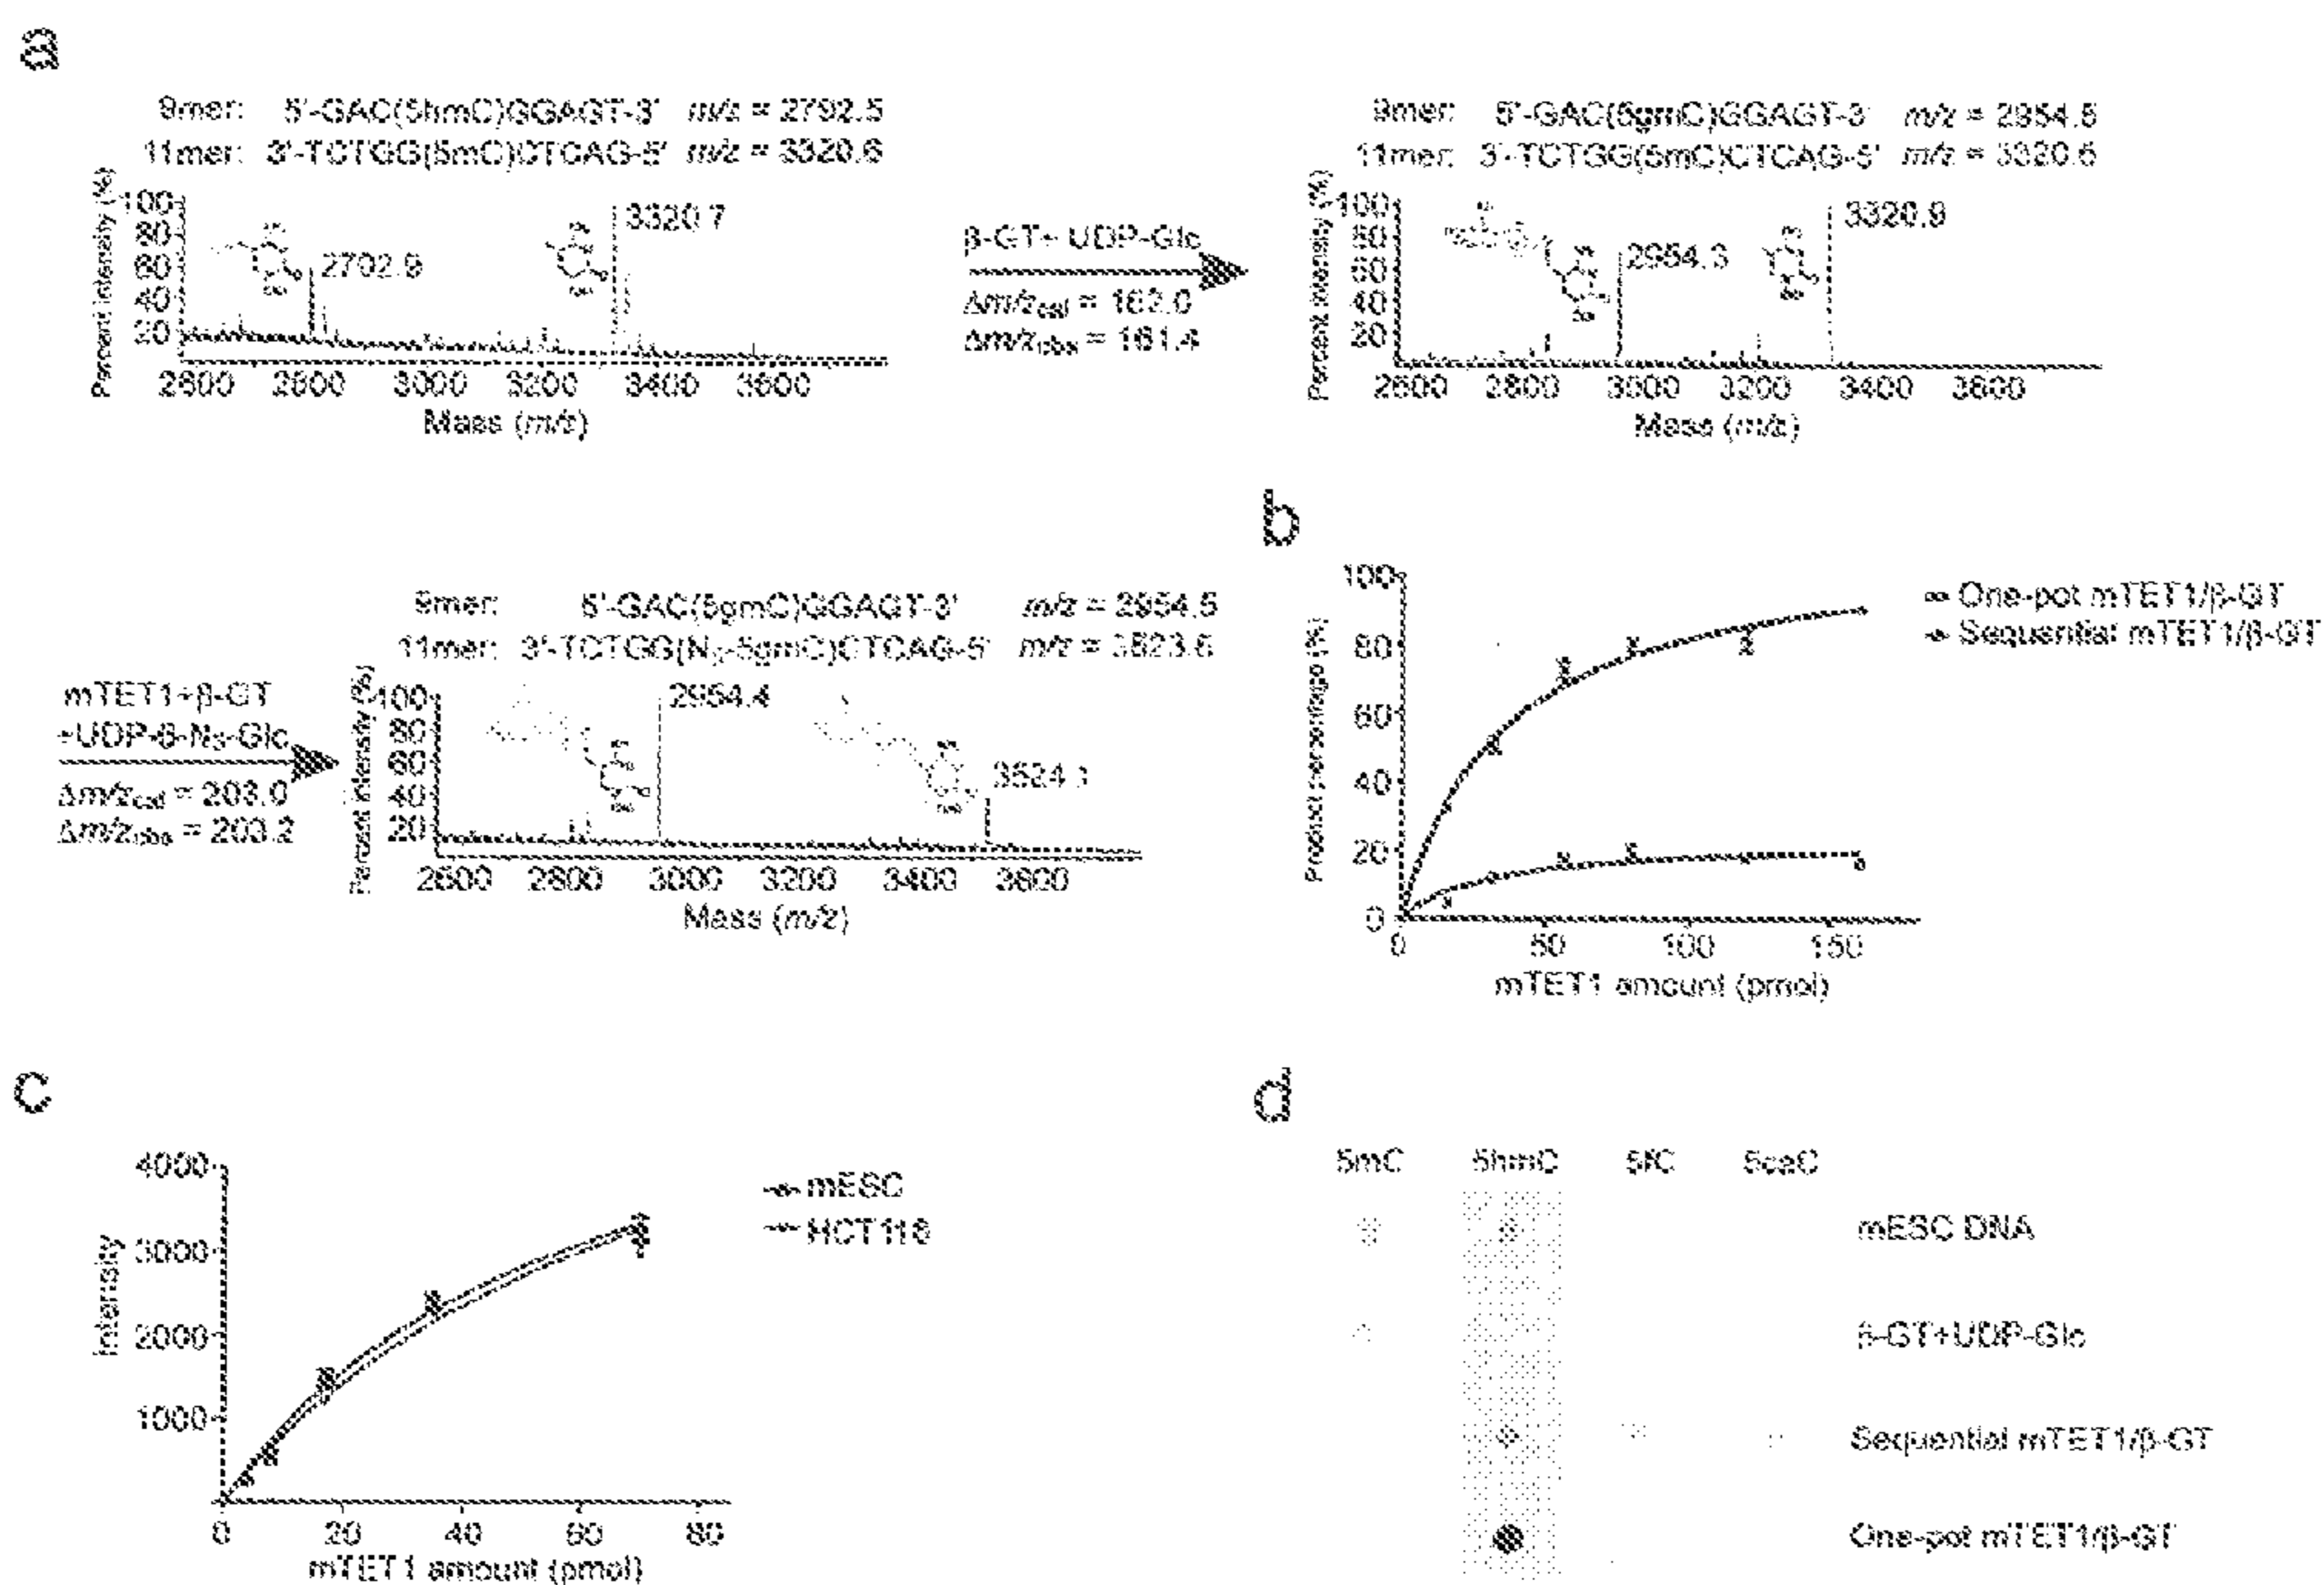 a
9mer: 5'-GAC(5hmC)GGAGT-3' m/z = 2792.5
11mer: 3'-TCTGG(5mC)CTCAG-5' m/z = 3320.6
Percent intensity (%)
100
80
60
40
20
2792.9
3320.7
2600 2800 3000 3200 3400 3600
Mass (m/z)
β-GT+ UDP-Glc
Δm/zcal = 162.0
Δm/zobs = 161.4
9mer: 5'-GAC(5gmC)GGAGT-3' m/z = 2954.5
11mer: 3'-TCTGG(5mC)CTCAG-5' m/z = 3320.6
Percent intensity (%)
100
80
60
40
20
2954.3
3320.9
2600 2800 3000 3200 3400 3600
Mass (m/z)
mTET1+β-GT
+UDP-6-N3-Glc
Δm/zcal = 203.0
Δm/zobs = 203.2
9mer: 5'-GAC(5gmC)GGAGT-3' m/z = 2954.5
11mer: 3'-TCTGG(N3-5gmC)CTCAG-5' m/z = 3523.6
Percent intensity (%)
100
80
60
40
20
2954.4
2600 2800 3000 3200 3400 3600
Mass (m/z)
b
Product percentage (%)
100
80
60
40
20
0
0 50 100 150
mTET1 amount (pmol)
One-pot mTET1/β-GT
Sequential mTET1/β-GT
c
Intensity
4000
3000
2000
1000
0 20 40 60 80
mTET1 amount (pmol)
mESC
HCT116
d
5mC 5hmC 5fC 5caC
mESC DNA
β-GT+UDP-Glc
Sequential mTET1/β-GT
One-pot mTET1/β-GT